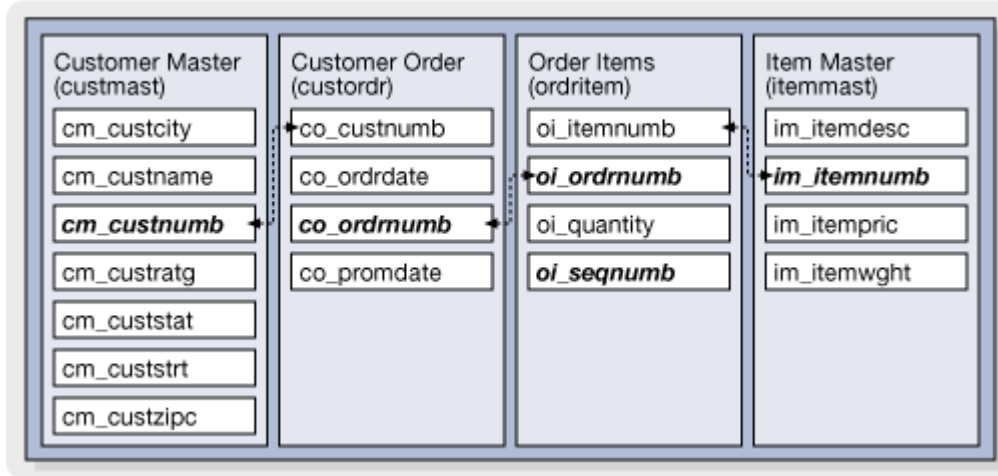 Customer Master
(custmast)
cm_custcity
cm_custname
cm_custnumb
cm_custratg
cm_custstat
cm_custstrt
cm_custzipc
Customer Order
(custordr)
co_custnumb
co_ordrdate
co_ordrnumb
co_promdate
Order Items
(ordritem)
oi_itemnumb
oi_ordrnumb
oi_quantity
oi_seqnumb
Item Master
(itemmast)
im_itemdesc
im_itemnumb
im_itempric
im_itemwght